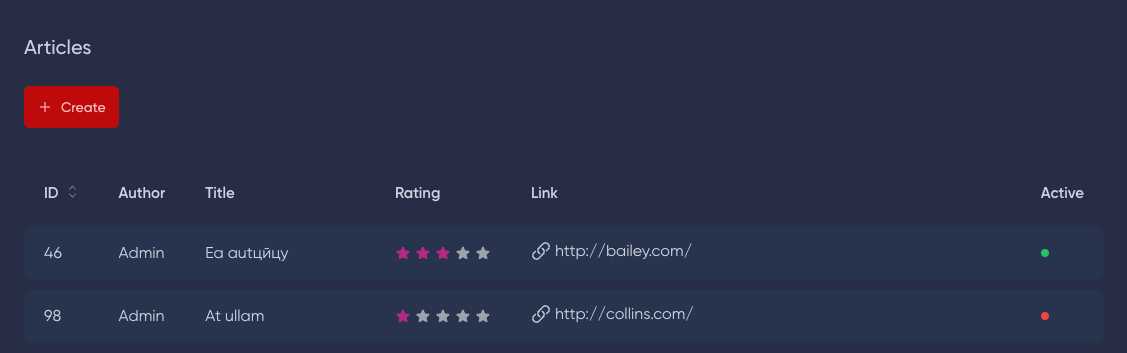 Articles
Create
ID Author Title Rating Link Active
46 Admin Ea autцйицу http://bailey.com/
98 Admin At ullam http://collins.com/